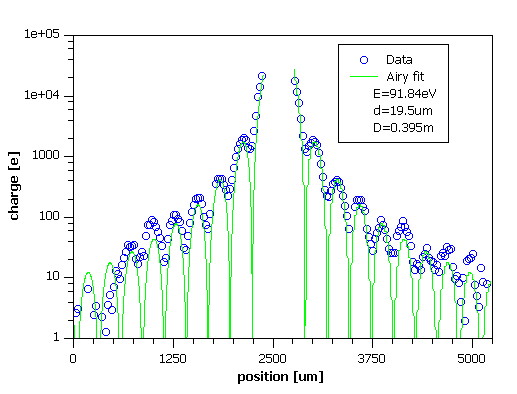 1e+05
1e+04
1000
100
10
1
charge [e]
Data
Airy fit
E=91.84eV
d=19.5um
D=0.395m
0 1250 2500 3750 5000
position [um]